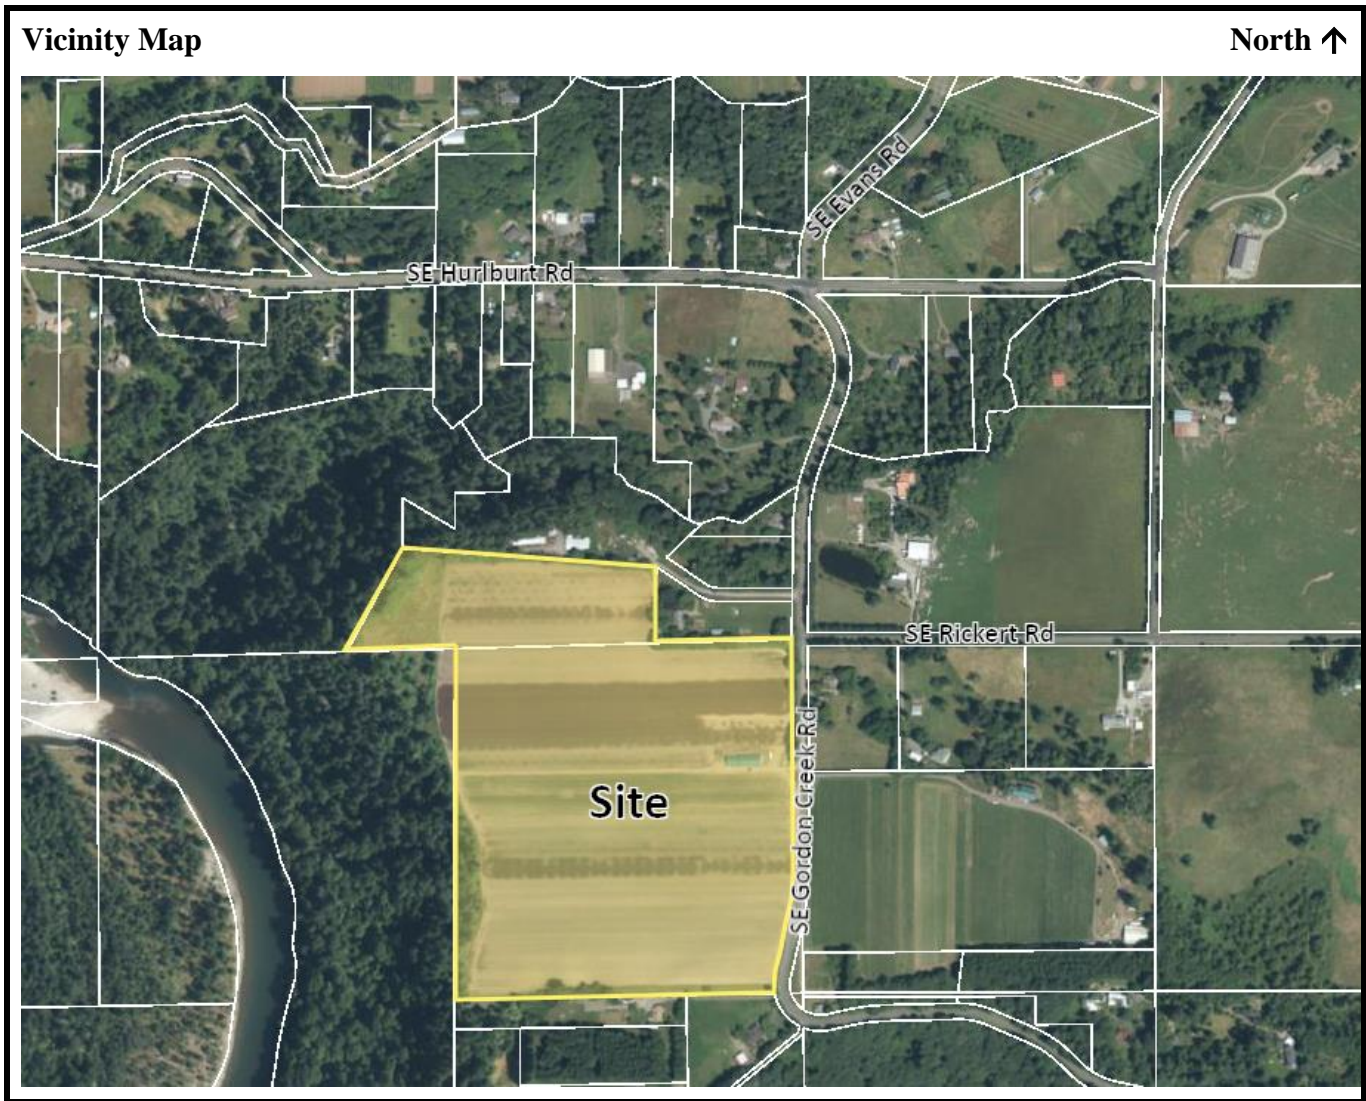 Vicinity Map
North ↑
SE Evans Rd
SE Hurlburt Rd
SE Rickert Rd
SE Gordon Creek Rd
Site